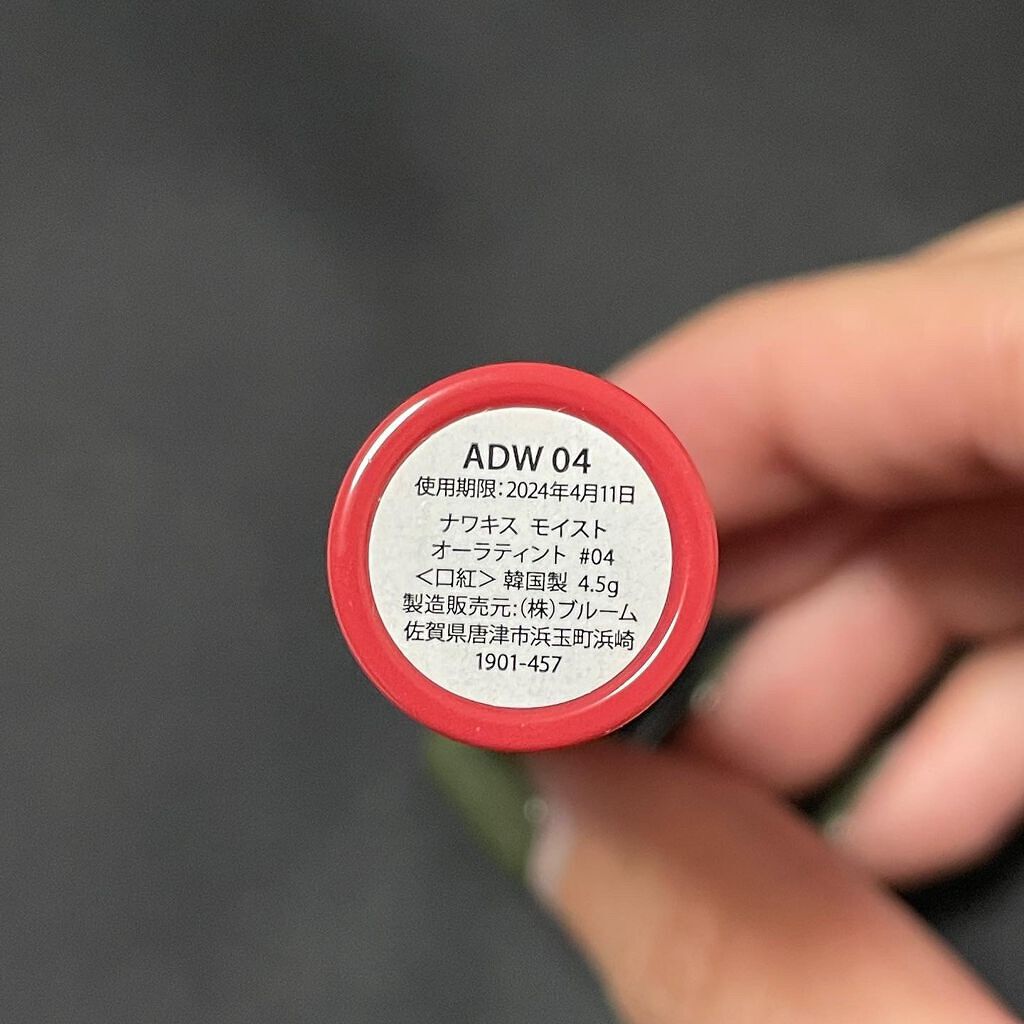 ADW 04
使用期限:2024年4月11日
ナワキス モイスト
オーラティント #04
＜口紅＞韓国製 4.5g
製造販売元:(株)ブルーム
佐賀県唐津市浜玉町浜崎
1901-457